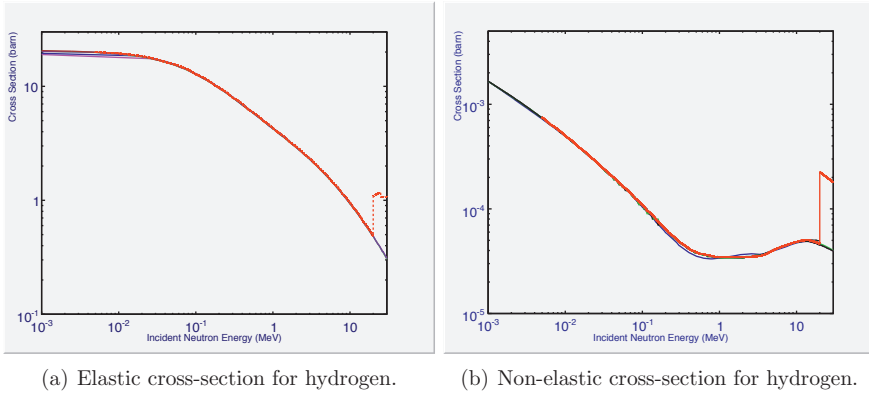 Cross Section (barn)
10
1
10-1
10-3
10-2
10-1
1
10
Incident Neutron Energy (MeV)
Cross Section (barn)
10-3
10-4
10-5
10-3
10-2
10-1
1
10
Incident Neutron Energy (MeV)
(a) Elastic cross-section for hydrogen.
(b) Non-elastic cross-section for hydrogen.